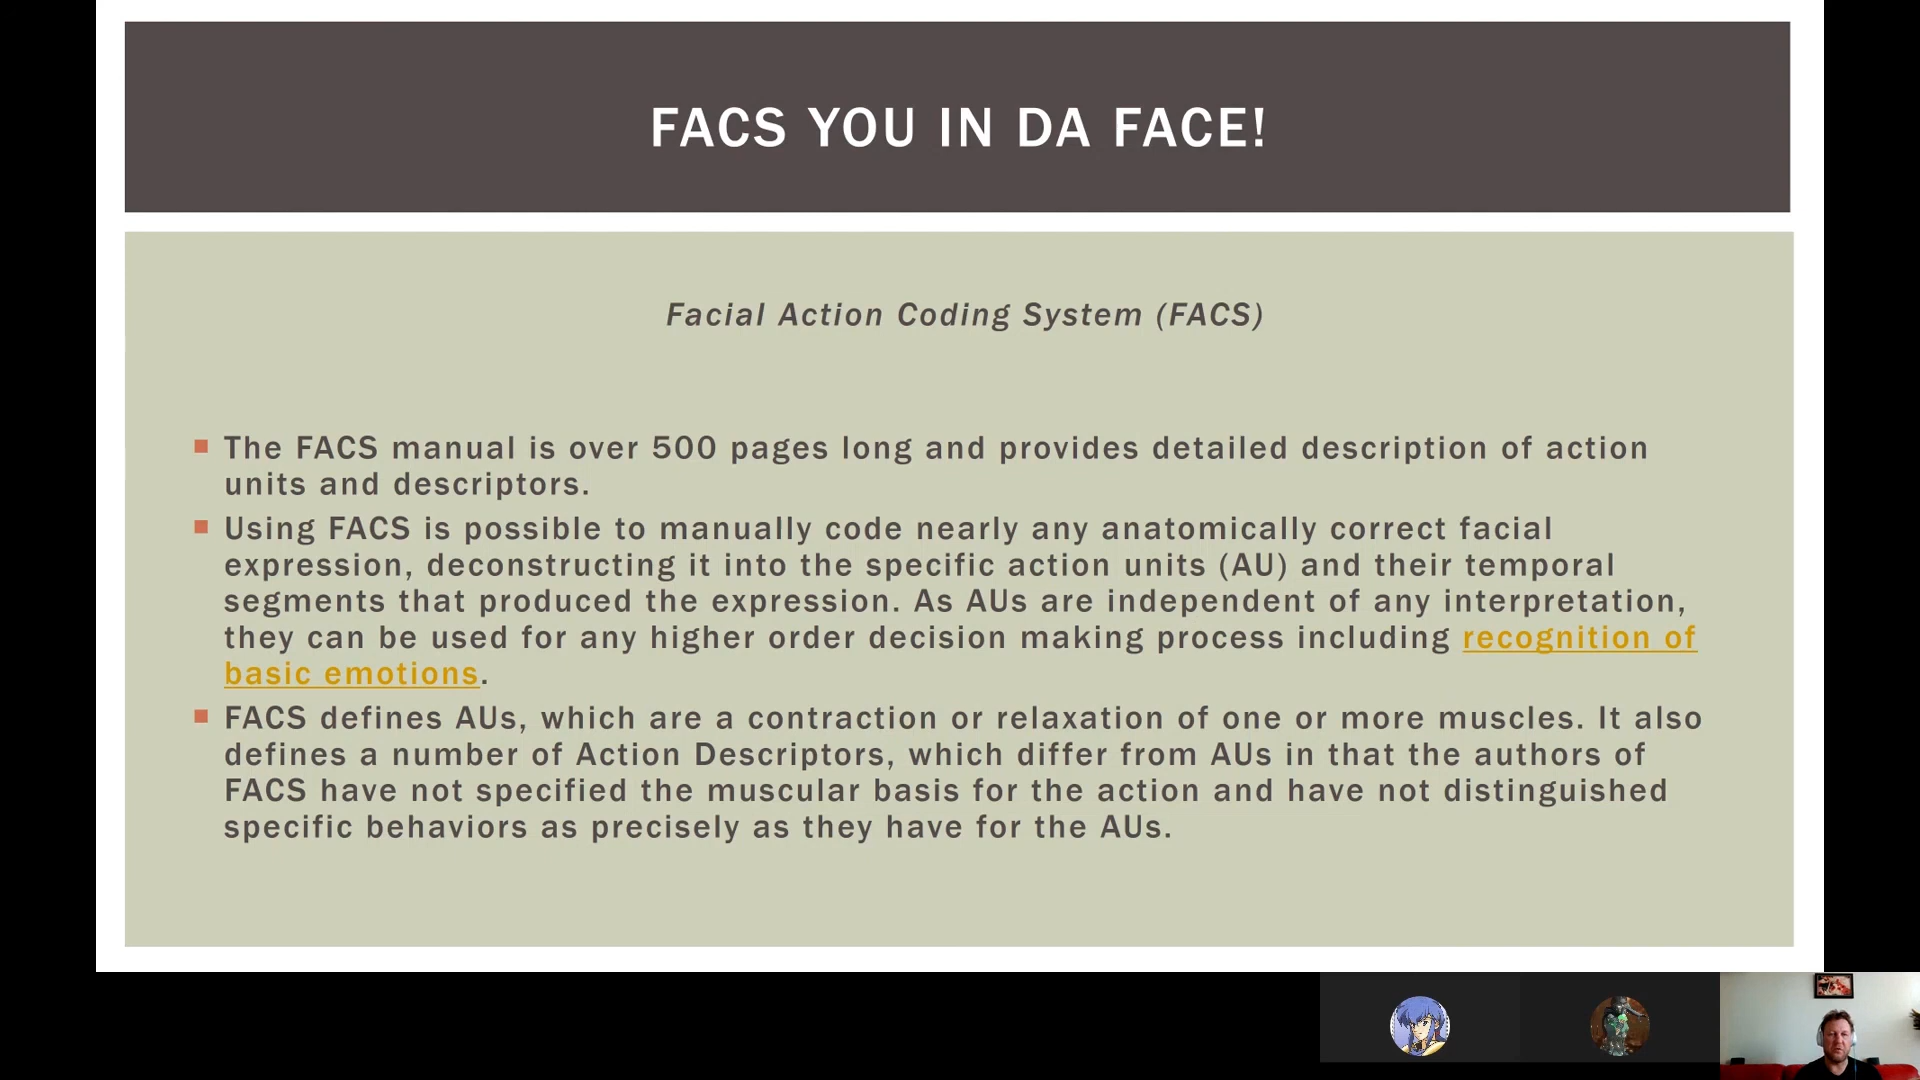 FACS YOU IN DA FACE!
Facial Action Coding System (FACS)
The FACS manual is over 500 pages long and provides detailed description of action
units and descriptors.
Using FACS is possible to manually code nearly any anatomically correct facial
expression, deconstructing it into the specific action units (AU) and their temporal
segments that produced the expression. As AUs are independent of any interpretation,
they can be used for any higher order decision making process including recognition of
basic emotions.
FACS defines AUs, which are a contraction or relaxation of one or more muscles. It also
defines a number of Action Descriptors, which differ from AUs in that the authors of
FACS have not specified the muscular basis for the action and have not distinguished
specific behaviors as precisely as they have for the AUs.